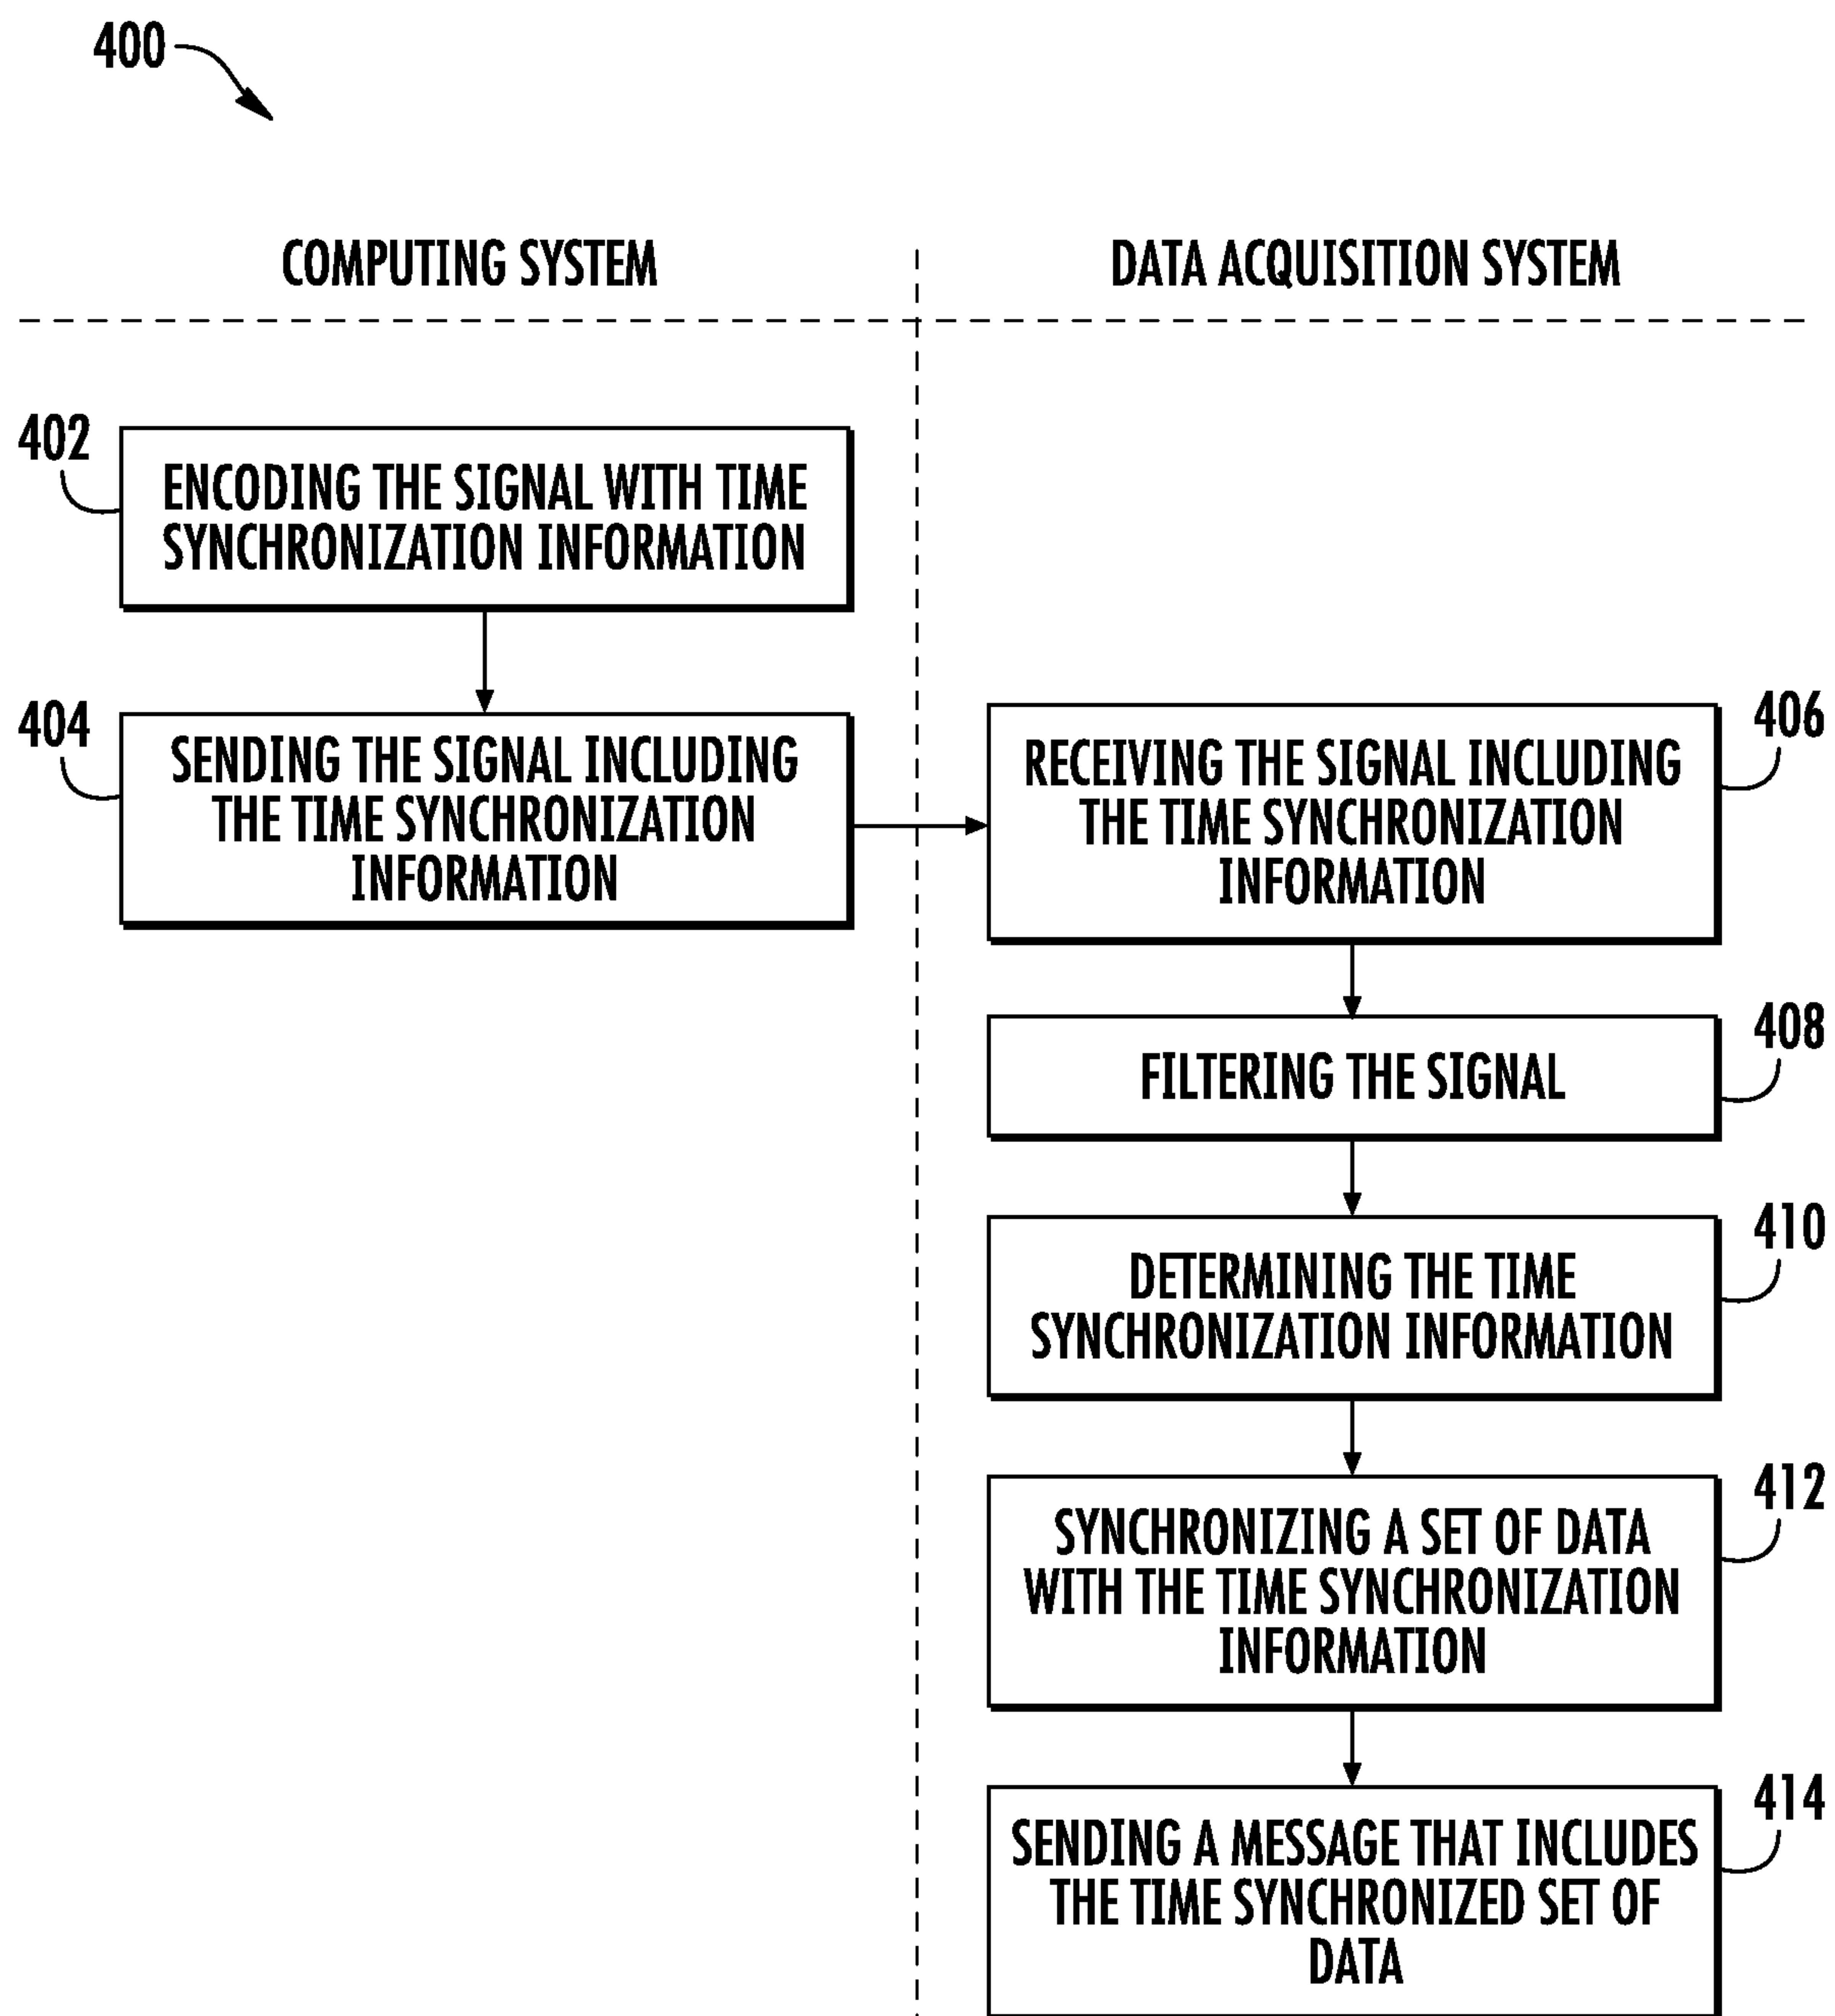 400
COMPUTING SYSTEM
DATA ACQUISITION SYSTEM
402
ENCODING THE SIGNAL WITH TIME
SYNCHRONIZATION INFORMATION
404
SENDING THE SIGNAL INCLUDING
THE TIME SYNCHRONIZATION
INFORMATION
406
RECEIVING THE SIGNAL INCLUDING
THE TIME SYNCHRONIZATION
INFORMATION
408
FILTERING THE SIGNAL
410
DETERMINING THE TIME
SYNCHRONIZATION INFORMATION
412
SYNCHRONIZING A SET OF DATA
WITH THE TIME SYNCHRONIZATION
INFORMATION
414
SENDING A MESSAGE THAT INCLUDES
THE TIME SYNCHRONIZED SET OF
DATA